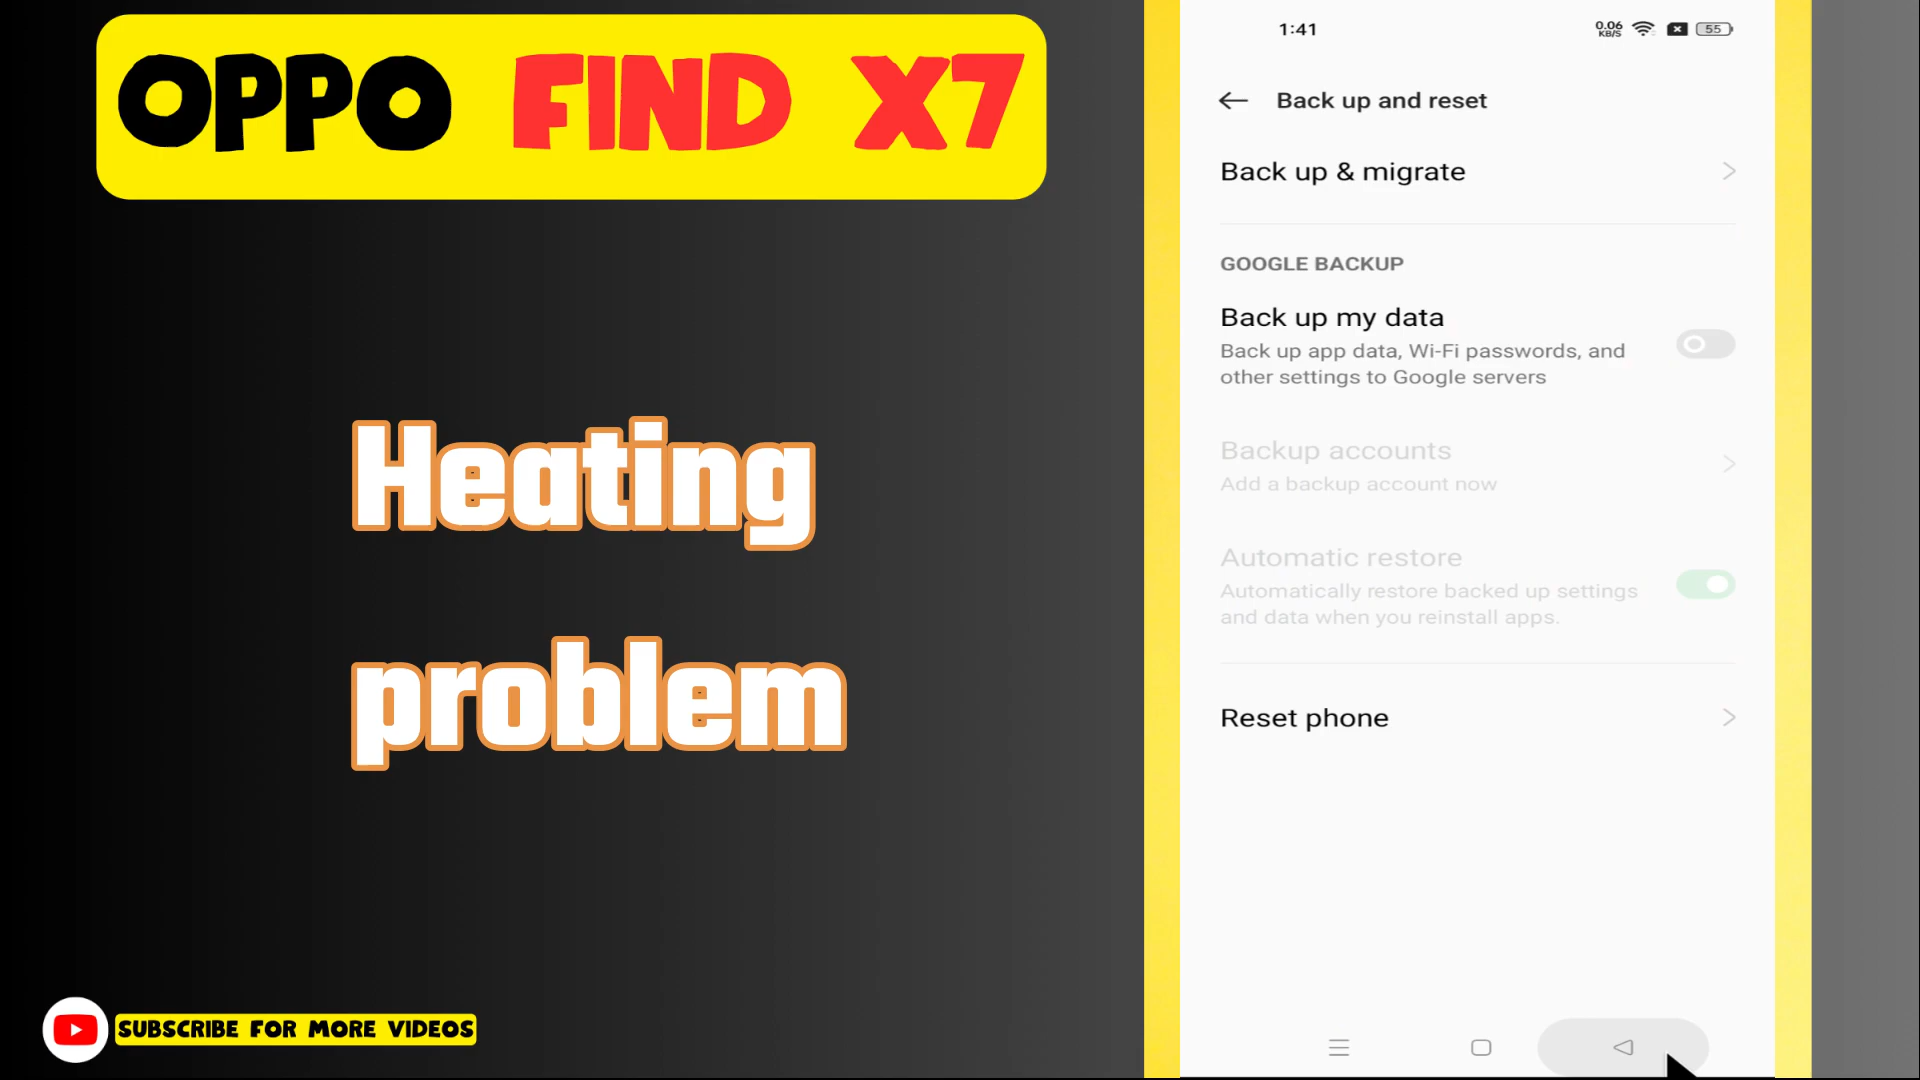 OPPO FIND X7
Heating
problem
SUBSCRIBE FOR MORE VIDEOS
1:41
0.06
KB/S
55
Back up and reset
Back up & migrate
GOOGLE BACKUP
Back up my data
Back up app data, Wi-Fi passwords, and
other settings to Google servers
Backup accounts
Add a backup account now
Automatic restore
Automatically restore backed up settings
and data when you reinstall apps.
Reset phone